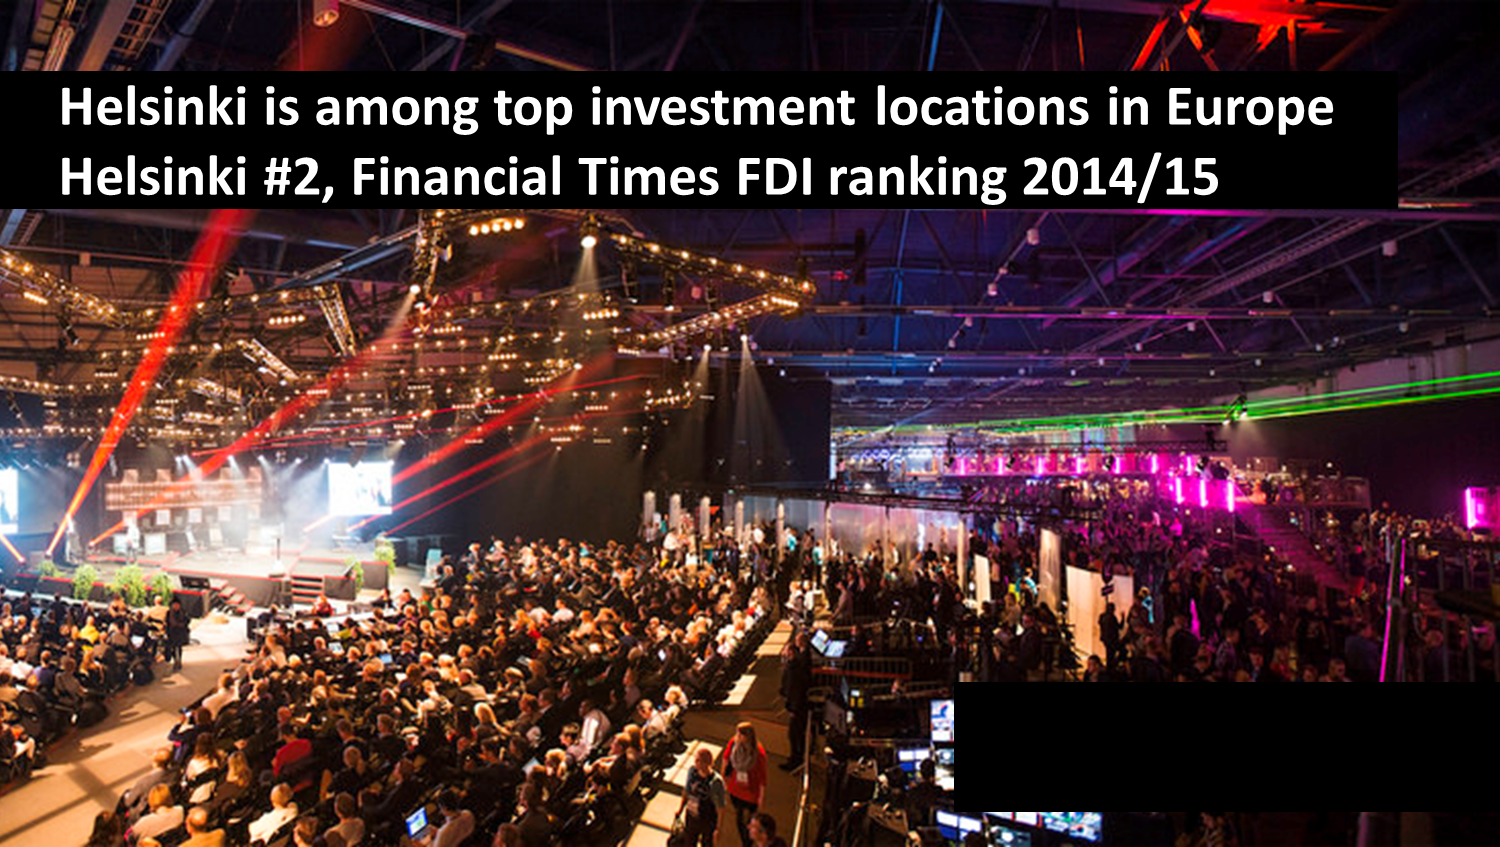 Helsinki is among top investment locations in Europe
Helsinki #2, Financial Times FDI ranking 2014/15